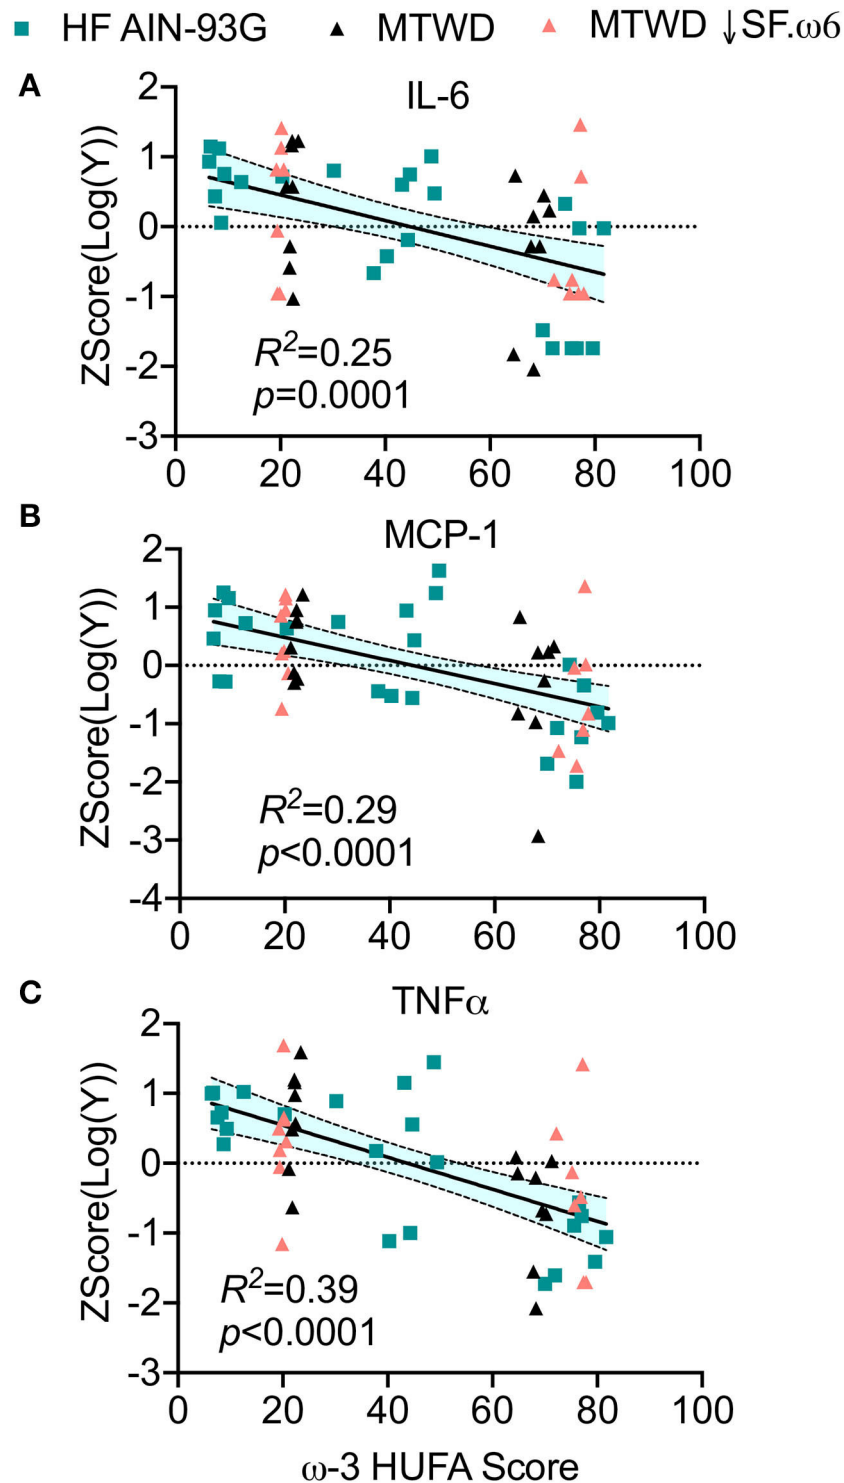 HF AIN-93G MTWD MTWD ↓SF.ω6
A
IL-6
ZScore(Log(Y))
2
1
0
-1
-2
-3
R²=0.25
p=0.0001
0 20 40 60 80 100
B
MCP-1
ZScore(Log(Y))
2
1
0
-1
-2
-3
-4
R²=0.29
p<0.0001
0 20 40 60 80 100
C
TNFα
ZScore(Log(Y))
2
1
0
-1
-2
-3
R²=0.39
p<0.0001
0 20 40 60 80 100
ω-3 HUFA Score